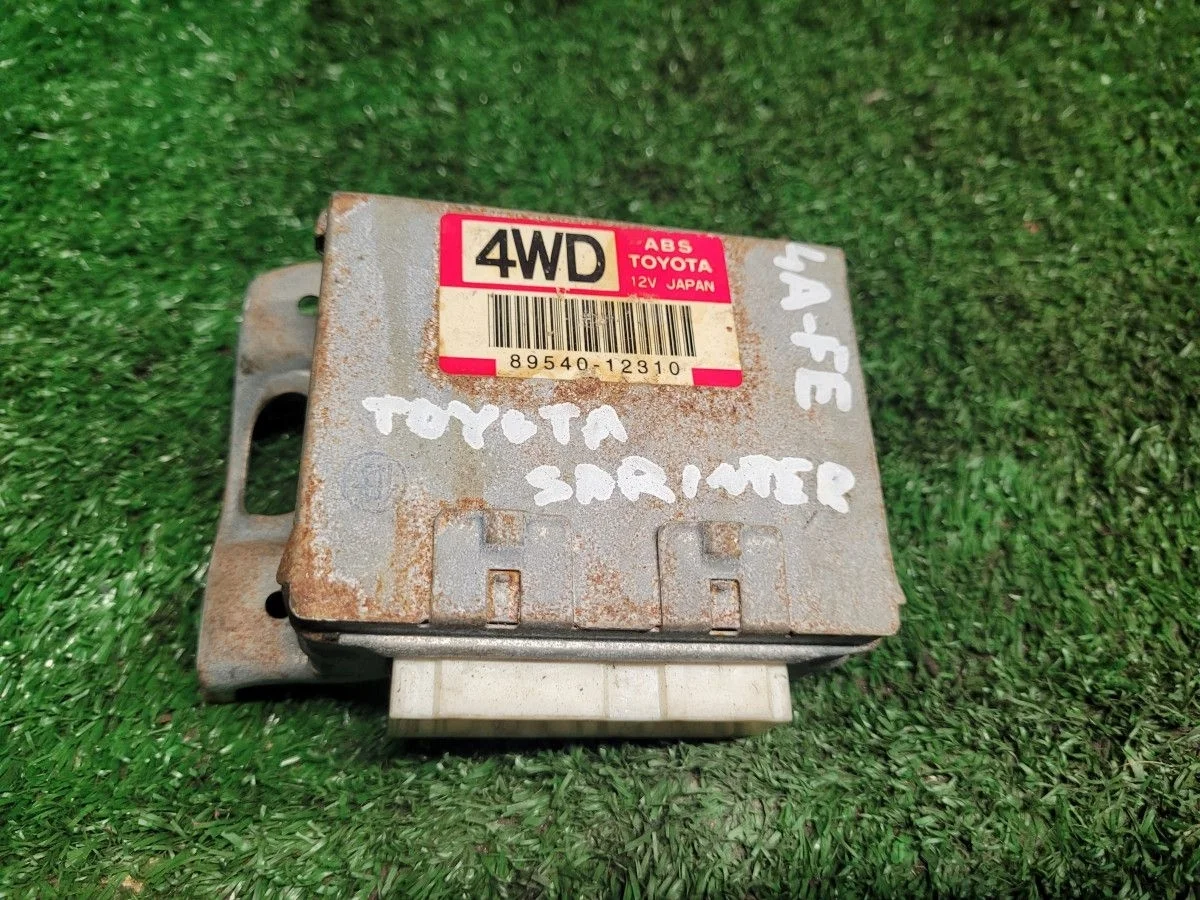 4WD
ABS
TOYOTA
12V JAPAN
89540-12310
4A-FE
TOYOTA
SPRINTER